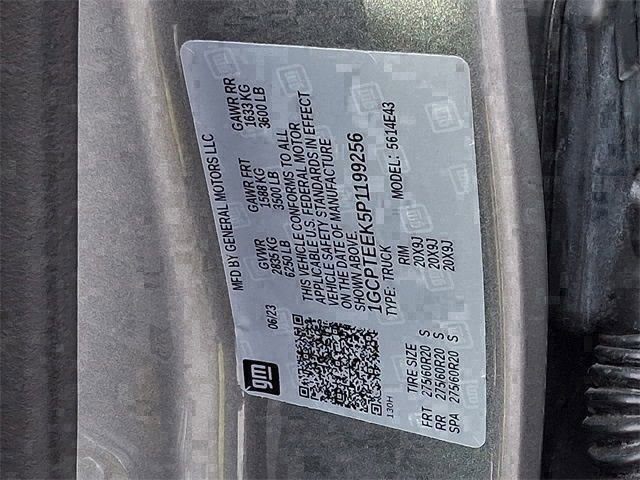 gm
06/23
MFD BY GENERAL MOTORS LLC
GVWR GAWR FRT GAWR RR
2835 KG 1588 KG 1633 KG
6250 LB 3500 LB 3600 LB
THIS VEHICLE CONFORMS TO ALL
APPLICABLE U.S. FEDERAL MOTOR
VEHICLE SAFETY STANDARDS IN EFFECT
ON THE DATE OF MANUFACTURE
SHOWN ABOVE.
1GCPTEEK5P1199256
TYPE: TRUCK MODEL: 5614E43
130H
TIRE SIZE RIM
FRT 275/60R20 S 20X9J
RR 275/60R20 S 20X9J
SPA 275/60R20 S 20X9J